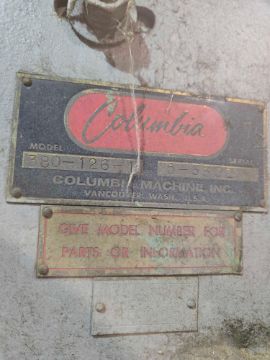 Columbia
MODEL SERIAL
COLUMBIA MACHINE INC.
VANCOUVER, WASH., U.S.A.
GIVE MODEL NUMBER FOR
PARTS OR INFORMATION